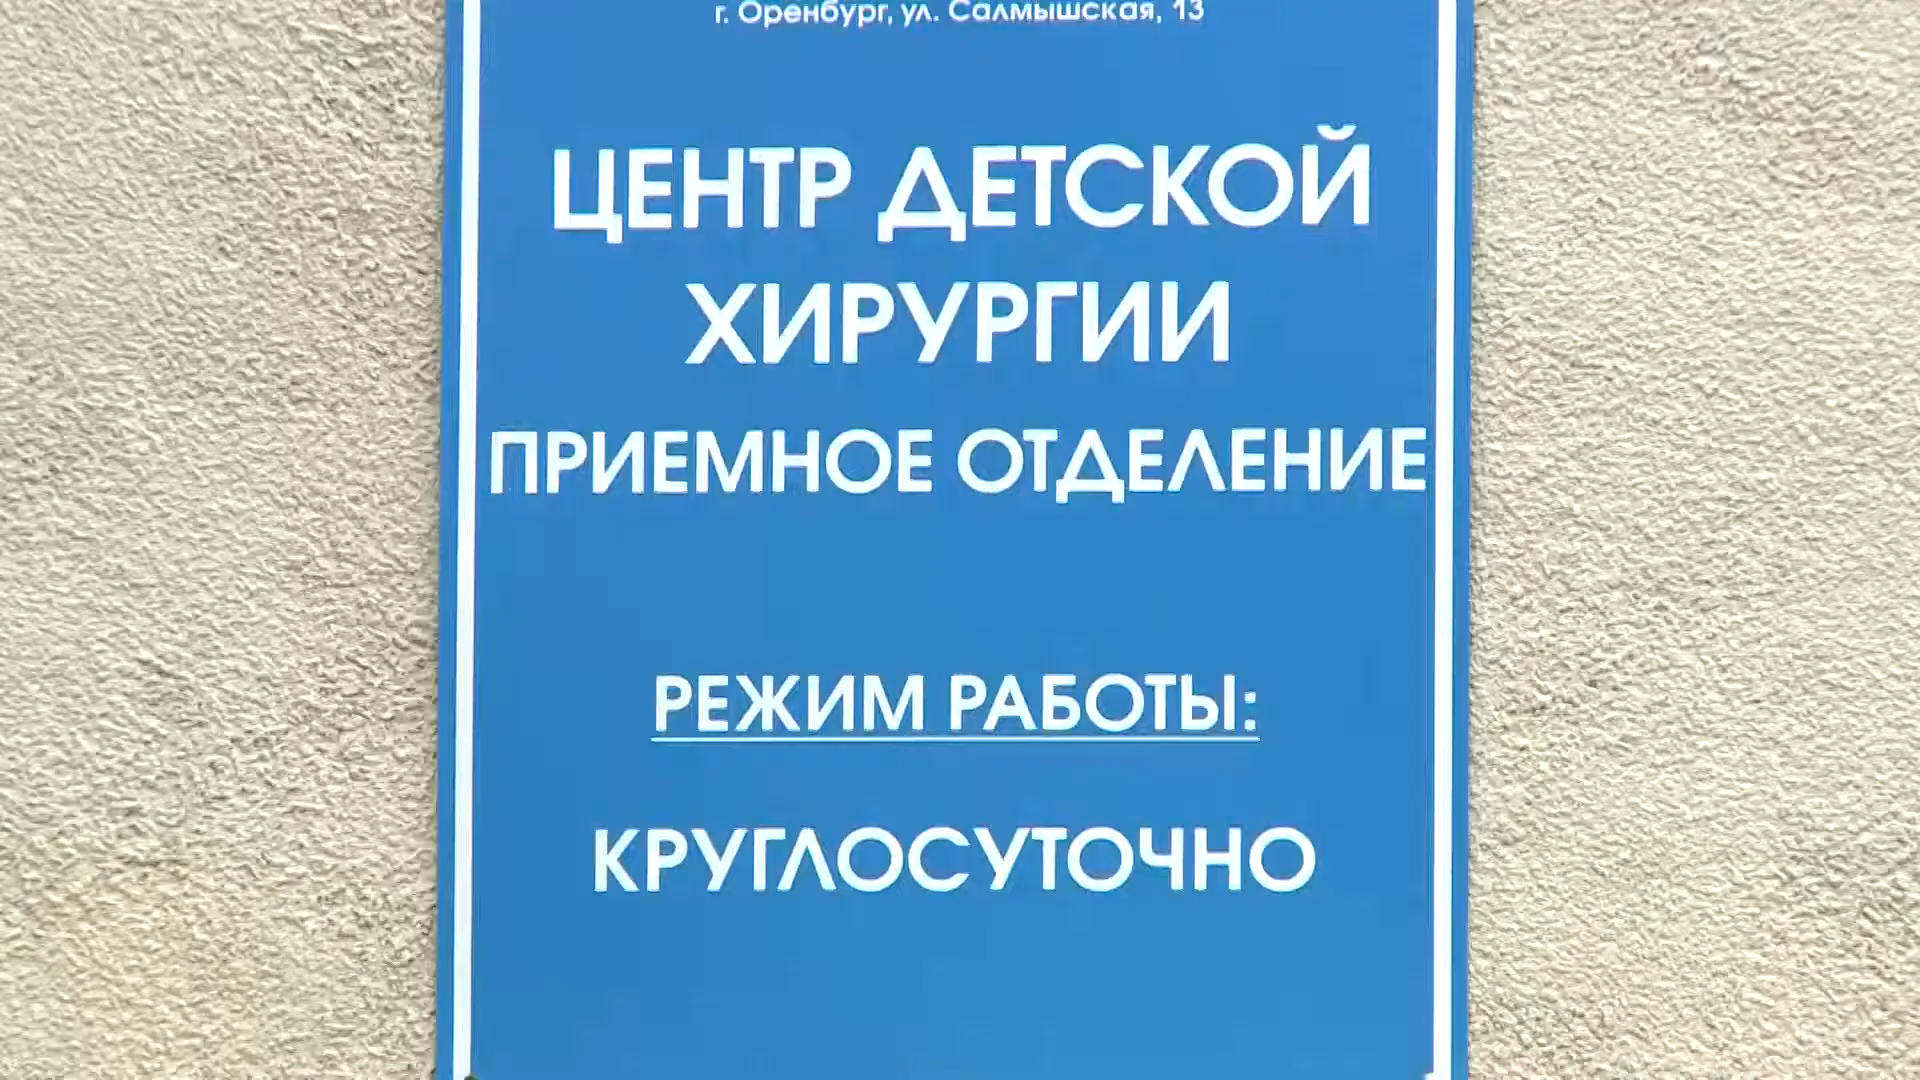 г. Оренбург, ул. Салмышская, 13
ЦЕНТР ДЕТСКОЙ
ХИРУРГИИ
ПРИЕМНОЕ ОТДЕЛЕНИЕ
РЕЖИМ РАБОТЫ:
КРУГЛОСУТОЧНО